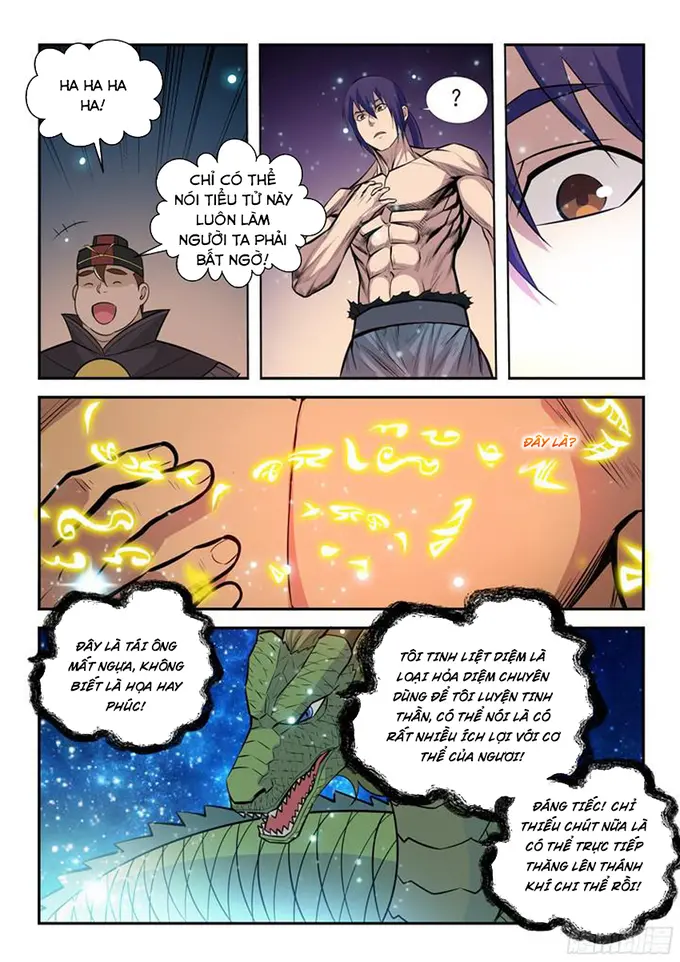 HA HA HA
HA!
CHỈ CÓ THỂ
NÓI TIỂU TỬ NÀY
LUÔN LÀM
NGƯỜI TA PHẢI
BẤT NGỜ!
?
ĐÂY LÀ?
ĐÂY LÀ TÁI ÔNG
MẤT NGỰA, KHÔNG
BIẾT LÀ HỌA HAY
PHÚC!
TÔI TINH LIỆT DIỆM LÀ
LOẠI HỎA DIỆM CHUYÊN
DÙNG ĐỂ TÔI LUYỆN TINH
THẦN, CÓ THỂ NÓI LÀ CÓ
RẤT NHIỀU ÍCH LỢI VỚI CƠ
THỂ CỦA NGƯƠI!
ĐÁNG TIẾC! CHỈ
THIẾU CHÚT NỮA LÀ
CÓ THỂ TRỰC TIẾP
THĂNG LÊN THÁNH
KHÍ CHI THỂ RỒI!